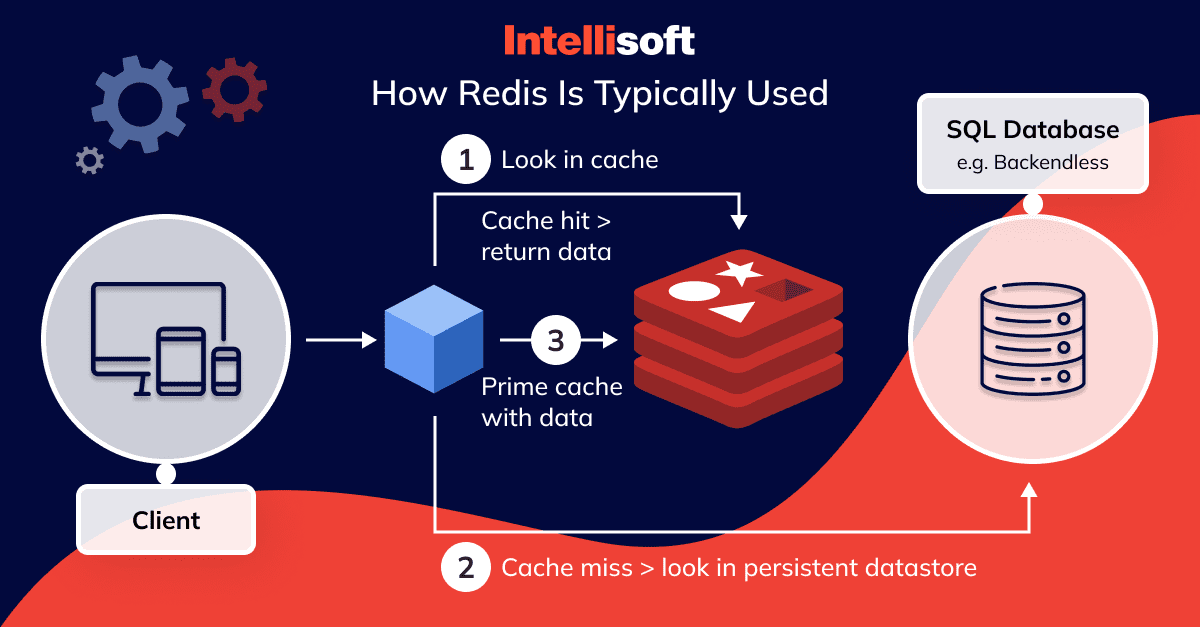 Intellisoft
How Redis Is Typically Used
SQL Database
e.g. Backendless
1
Look in cache
Cache hit >
return data
3
Prime cache
with data
Client
2
Cache miss > look in persistent datastore